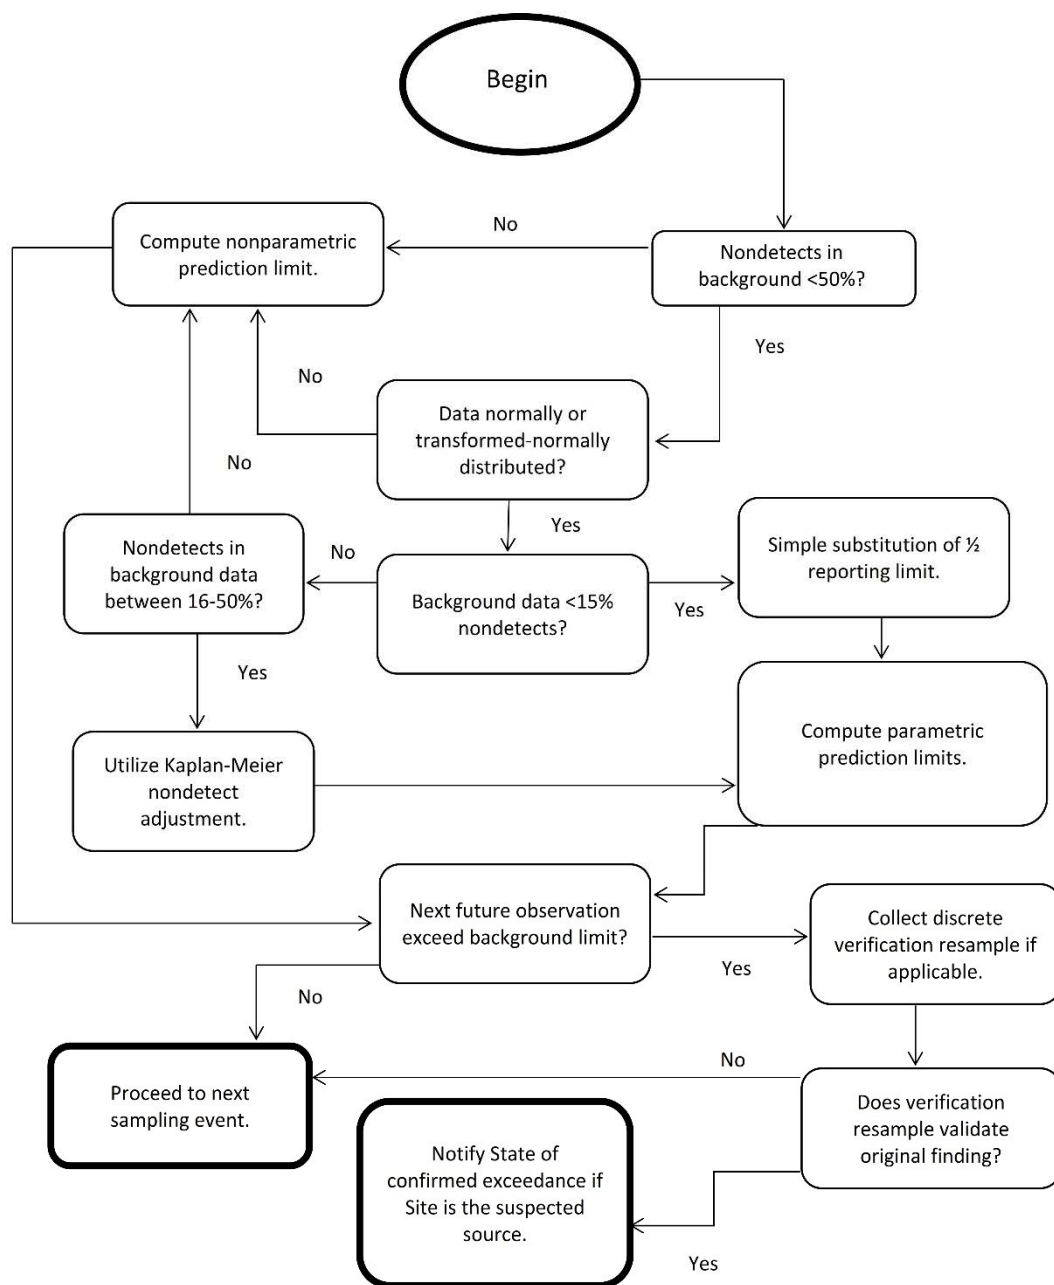 Begin
No
Compute nonparametric
prediction limit.
Nondetects in
background <50%?
Yes
No
Data normally or
transformed-normally
distributed?
No
Yes
Nondetects in
background data
between 16-50%?
No
Background data <15%
nondetects?
Yes
Simple substitution of ½
reporting limit.
Yes
Utilize Kaplan-Meier
nondetect
adjustment.
Compute parametric
prediction limits.
Next future observation
exceed background limit?
Yes
Collect discrete
verification resample if
applicable.
No
Proceed to next
sampling event.
No
Does verification
resample validate
original finding?
Notify State of
confirmed exceedance if
Site is the suspected
source.
Yes